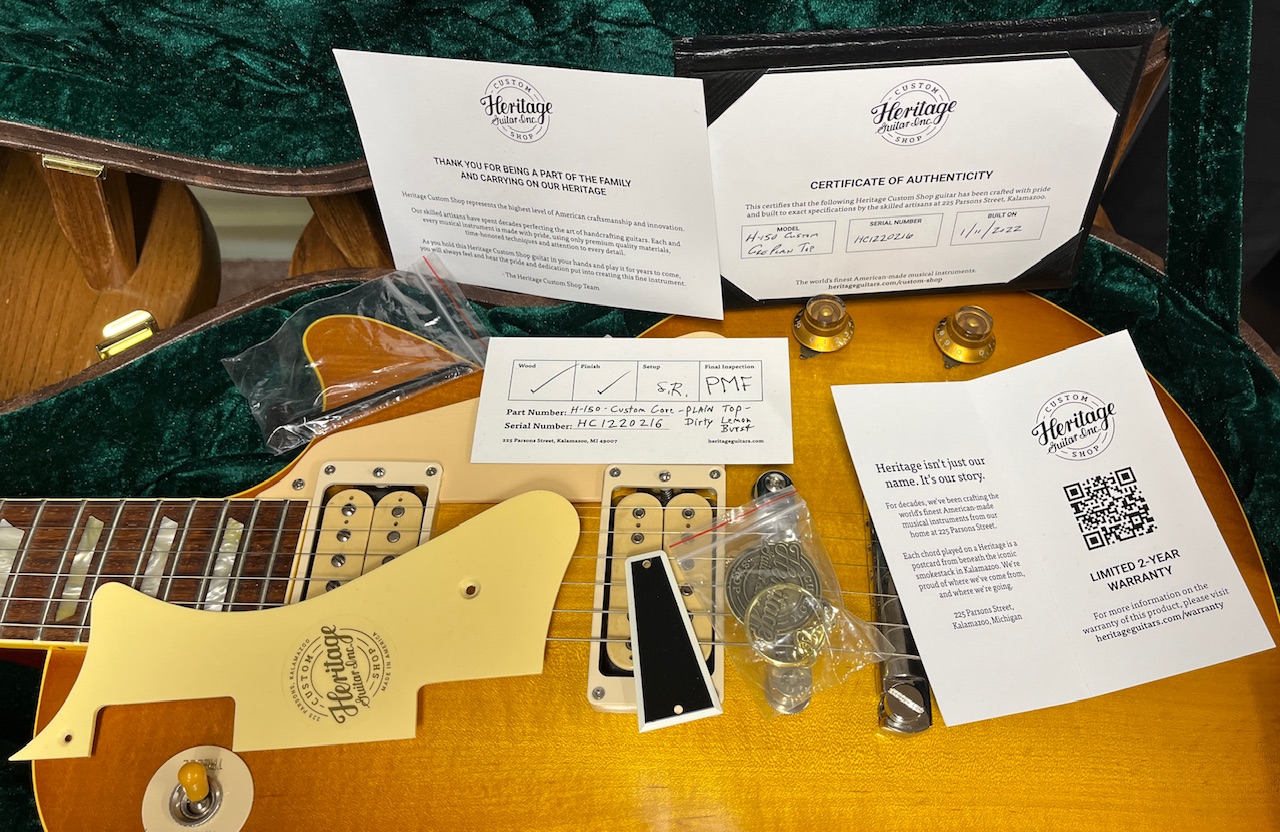 CUSTOM
Heritage
Guitar Inc.
SHOP
THANK YOU FOR BEING A PART OF THE FAMILY
AND CARRYING ON OUR HERITAGE
Heritage Custom Shop represents the highest level of American craftsmanship and innovation.
Our skilled artisans have spent decades perfecting the art of handcrafting guitars. Each and
every musical instrument is made with pride, using only premium quality materials,
time-honored techniques and attention to every detail.
As you hold this Heritage Custom Shop guitar in your hands and play it for years to come,
you will always feel and hear the pride and dedication put into creating this fine instrument.
- The Heritage Custom Shop Team
CUSTOM
Heritage
Guitar Inc.
SHOP
CERTIFICATE OF AUTHENTICITY
This certifies that the following Heritage Custom Shop guitar has been crafted with pride
and built to exact specifications by the skilled artisans at 225 Parsons Street, Kalamazoo.
MODEL
H-150 Custom
Core Plain Top
SERIAL NUMBER
HC1220216
BUILT ON
1/11/2022
The world's finest American-made musical instruments.
heritageguitars.com/custom-shop
Wood Finish Setup Final Inspection
S.R. PMF
Part Number: H-150 - Custom Core - PLAIN TOP -
Dirty Lemon
Burst
Serial Number: HC1220216
225 Parsons Street, Kalamazoo, MI 49007 heritageguitars.com
Heritage isn't just our
name. It's our story.
For decades, we've been crafting the
world's finest American-made
musical instruments from our
home at 225 Parsons Street.
Each chord played on a Heritage is a
postcard from beneath the iconic
smokestack in Kalamazoo. We're
proud of where we've come from,
and where we're going.
225 Parsons Street,
Kalamazoo, Michigan
CUSTOM
Heritage
Guitar Inc.
SHOP
LIMITED 2-YEAR
WARRANTY
For more information on the
warranty of this product, please visit
heritageguitars.com/warranty
225 PARSONS, KALAMAZOO
CUSTOM
Heritage
Guitar Inc.
SHOP
MADE IN AMERICA